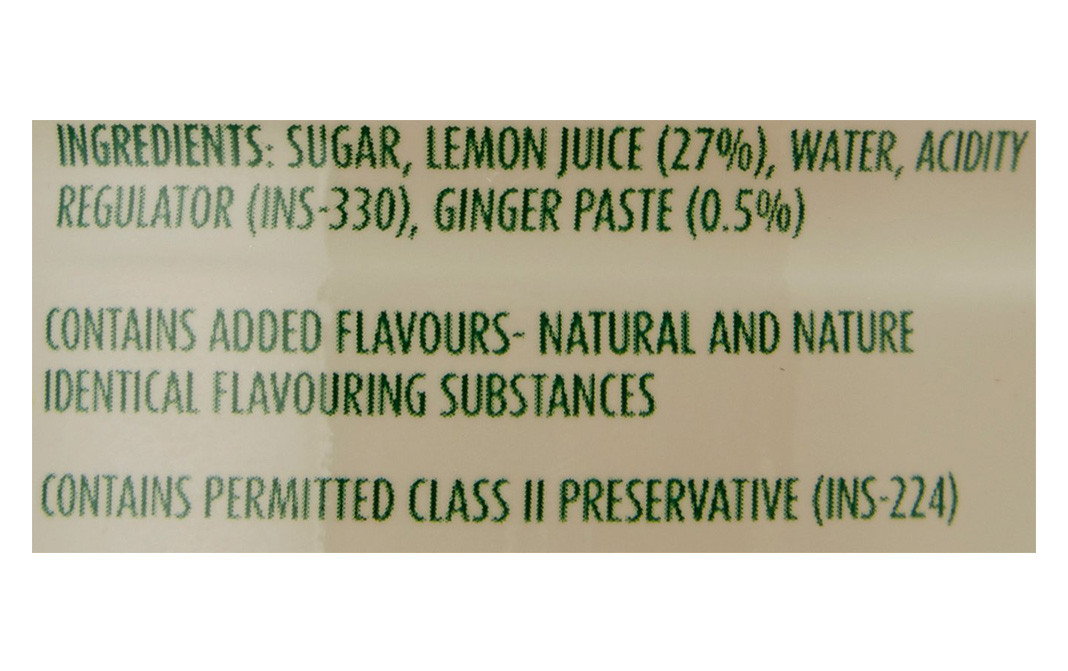 INGREDIENTS: SUGAR, LEMON JUICE (27%), WATER, ACIDITY
REGULATOR (INS-330), GINGER PASTE (0.5%)
CONTAINS ADDED FLAVOURS- NATURAL AND NATURE
IDENTICAL FLAVOURING SUBSTANCES
CONTAINS PERMITTED CLASS II PRESERVATIVE (INS-224)